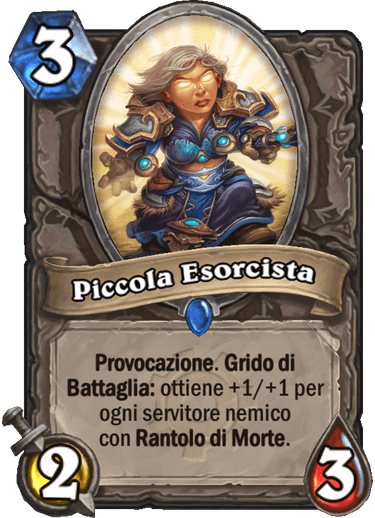 3
Piccola Esorcista
Provocazione. Grido di
Battaglia: ottiene +1/+1 per
ogni servitore nemico
con Rantolo di Morte.
2
3